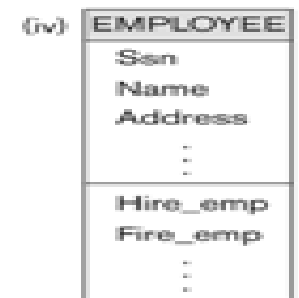 (iv) EMPLOYEE
Ssn
Name
Address
.
.
.
Hire_emp
Fire_emp
.
.
.